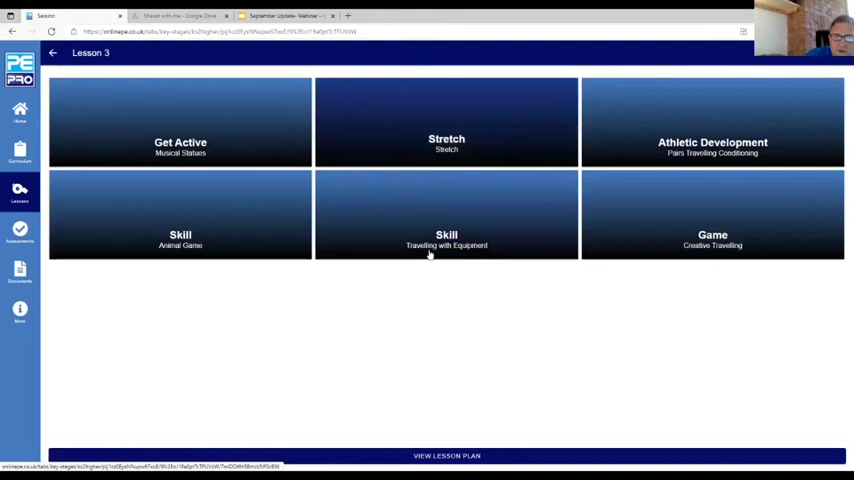 Session
Shared with me - Google Drive
September Update- Webinar -
Lesson 3
PE
PRO
Home
Curriculum
Lessons
Assessments
Documents
More
Get Active
Musical Statues
Stretch
Stretch
Athletic Development
Pairs Travelling Conditioning
Skill
Animal Game
Skill
Travelling with Equipment
Game
Creative Travelling
VIEW LESSON PLAN